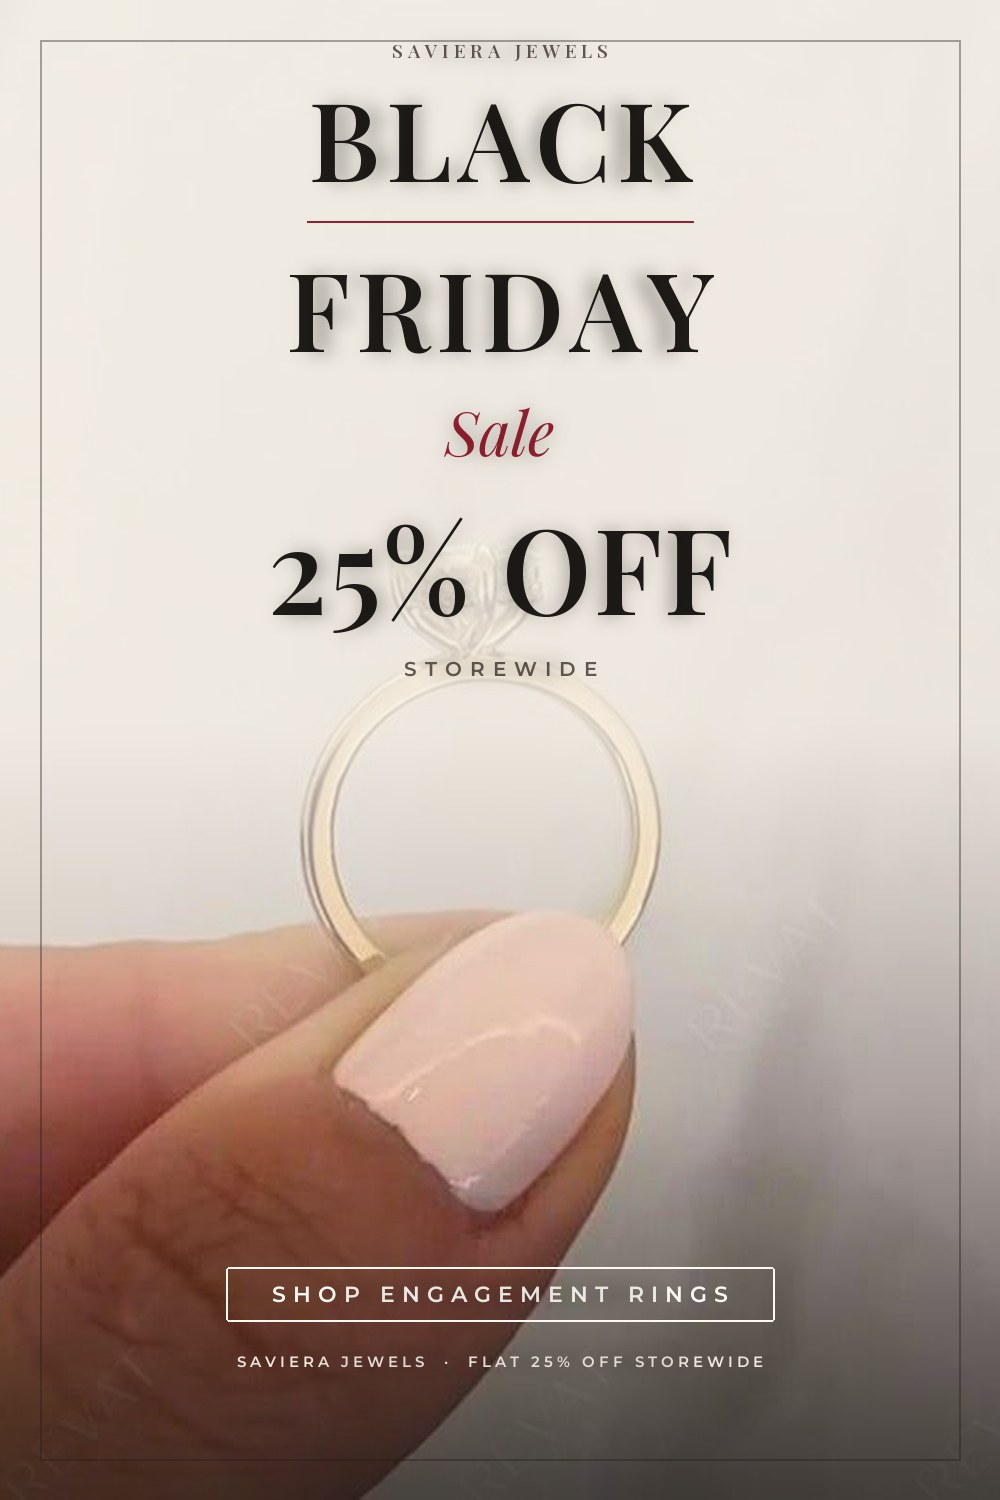 SAVIERA JEWELS
BLACK
FRIDAY
Sale
25% OFF
STOREWIDE
SHOP ENGAGEMENT RINGS
SAVIERA JEWELS · FLAT 25% OFF STOREWIDE